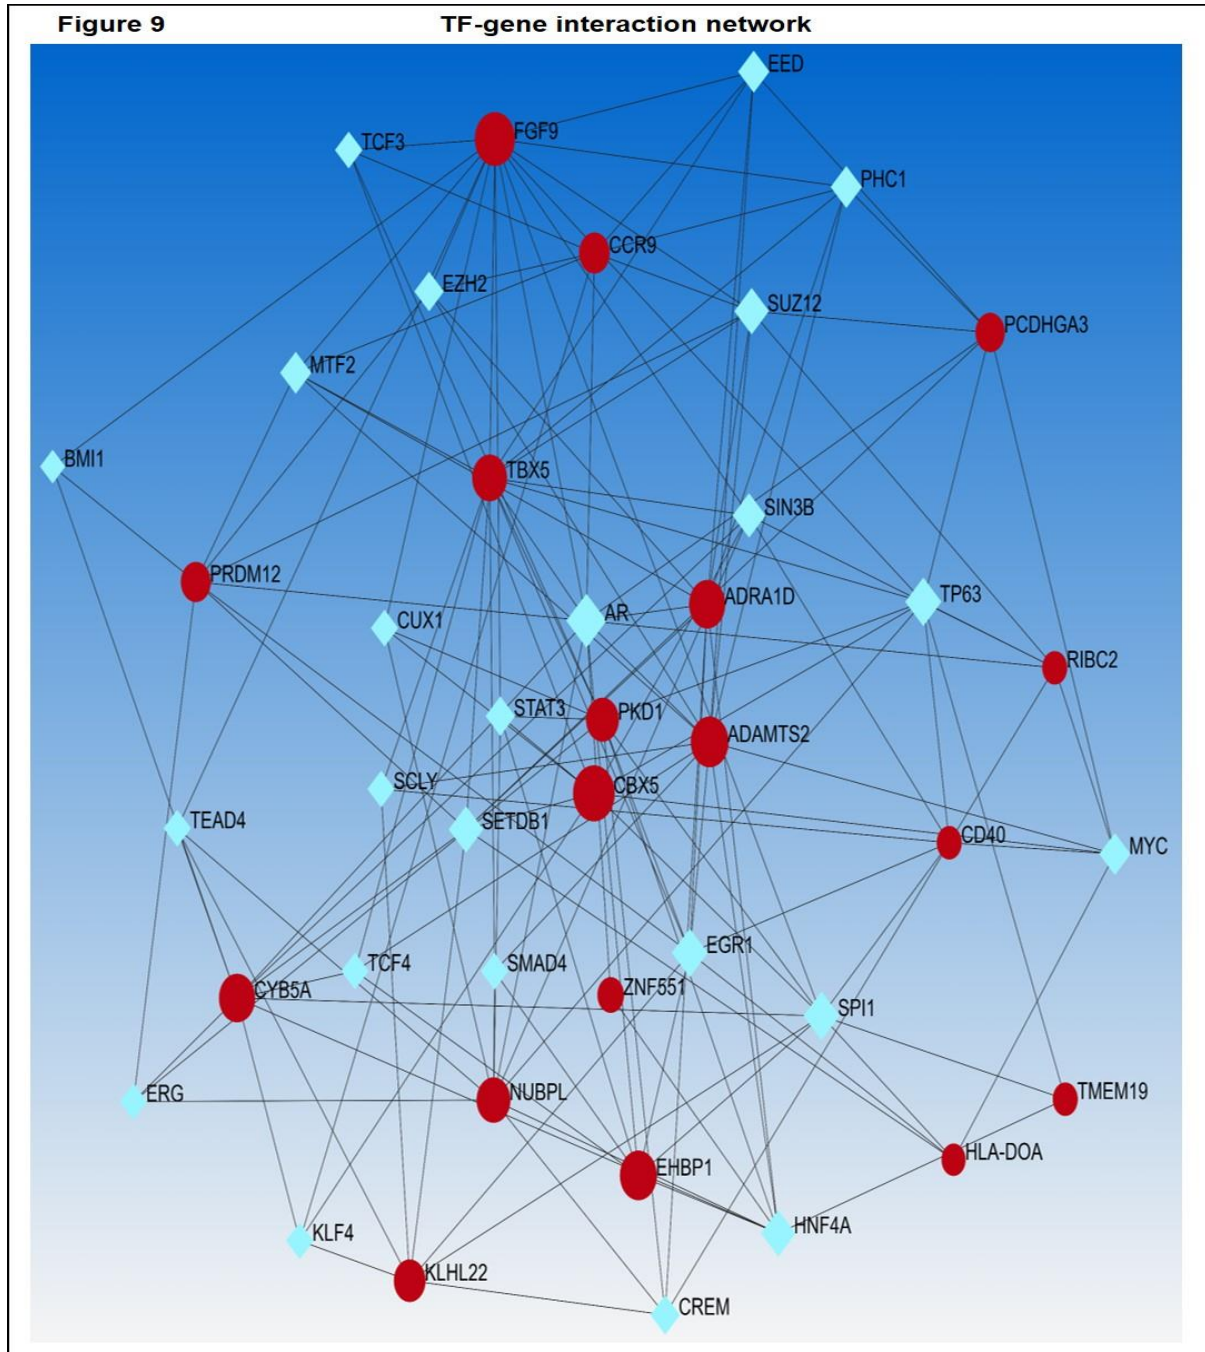 Figure 9 TF-gene interaction network
EED
FGF9
TCF3
PHC1
CCR9
EZH2
SUZ12
PCDHGA3
MTF2
BMI1
TBX5
SIN3B
PRDM12
ADRA1D
TP63
CUX1
AR
RIBC2
STAT3
PKD1
ADAMTS2
SCLY
CBX5
TEAD4
SETDB1
CD40
MYC
EGR1
TCF4
SMAD4
ZNF551
CYB5A
SPI1
ERG
NUBPL
TMEM19
HLA-DOA
EHBP1
KLF4
HNF4A
KLHL22
CREM